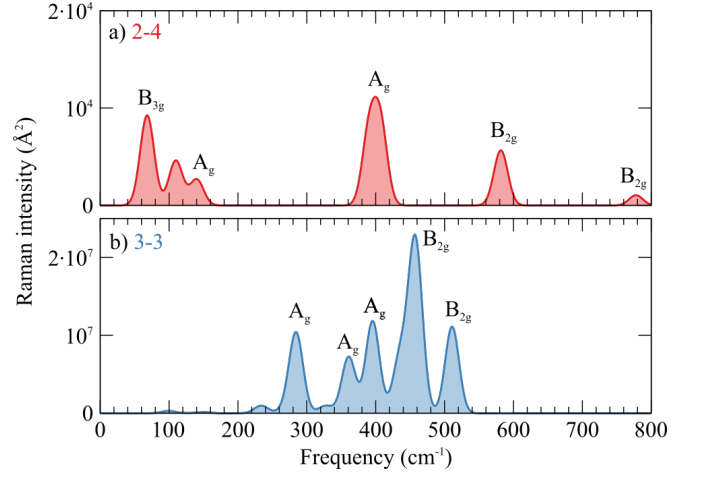 2·10⁴
a) 2-4
B₃g
Ag
Ag
B₂g
B₂g
10⁴
0
Raman intensity (Å²)
b) 3-3
B₂g
2·10⁷
Ag
Ag
Ag
B₂g
10⁷
0
0 100 200 300 400 500 600 700 800
Frequency (cm⁻¹)